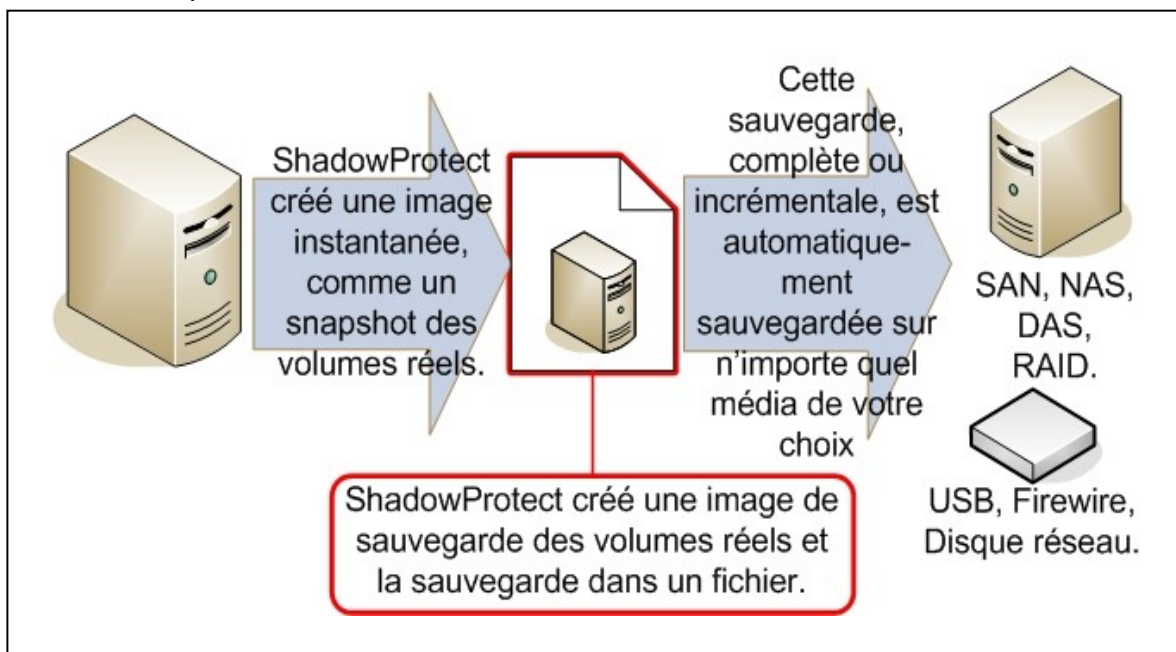 ShadowProtect
créé une image
instantanée,
comme un
snapshot des
volumes réels.
Cette
sauvegarde,
complète ou
incrémentale, est
automatique-
ment
sauvegardée sur
n'importe quel
média de votre
choix
SAN, NAS,
DAS,
RAID.
USB, Firewire,
Disque réseau.
ShadowProtect créé une image de
sauvegarde des volumes réels et
la sauvegarde dans un fichier.